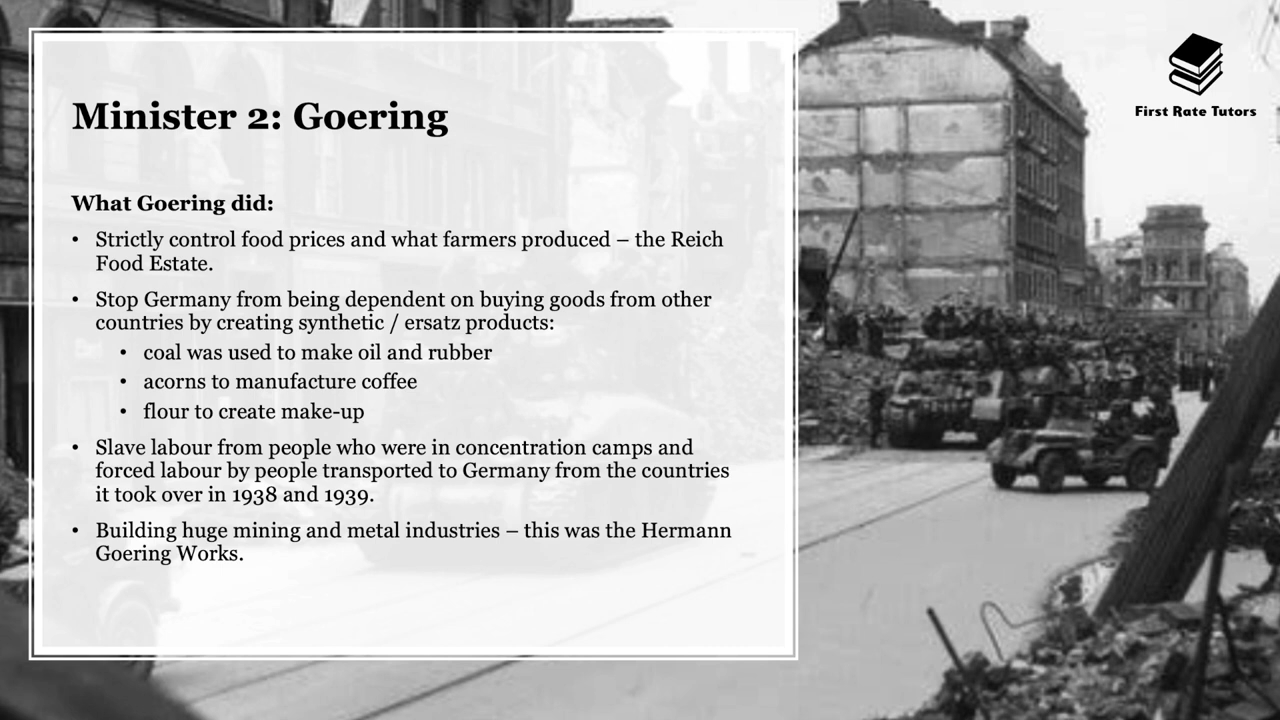 First Rate Tutors
Minister 2: Goering
What Goering did:
• Strictly control food prices and what farmers produced – the Reich
Food Estate.
• Stop Germany from being dependent on buying goods from other
countries by creating synthetic / ersatz products:
• coal was used to make oil and rubber
• acorns to manufacture coffee
• flour to create make-up
• Slave labour from people who were in concentration camps and
forced labour by people transported to Germany from the countries
it took over in 1938 and 1939.
• Building huge mining and metal industries – this was the Hermann
Goering Works.